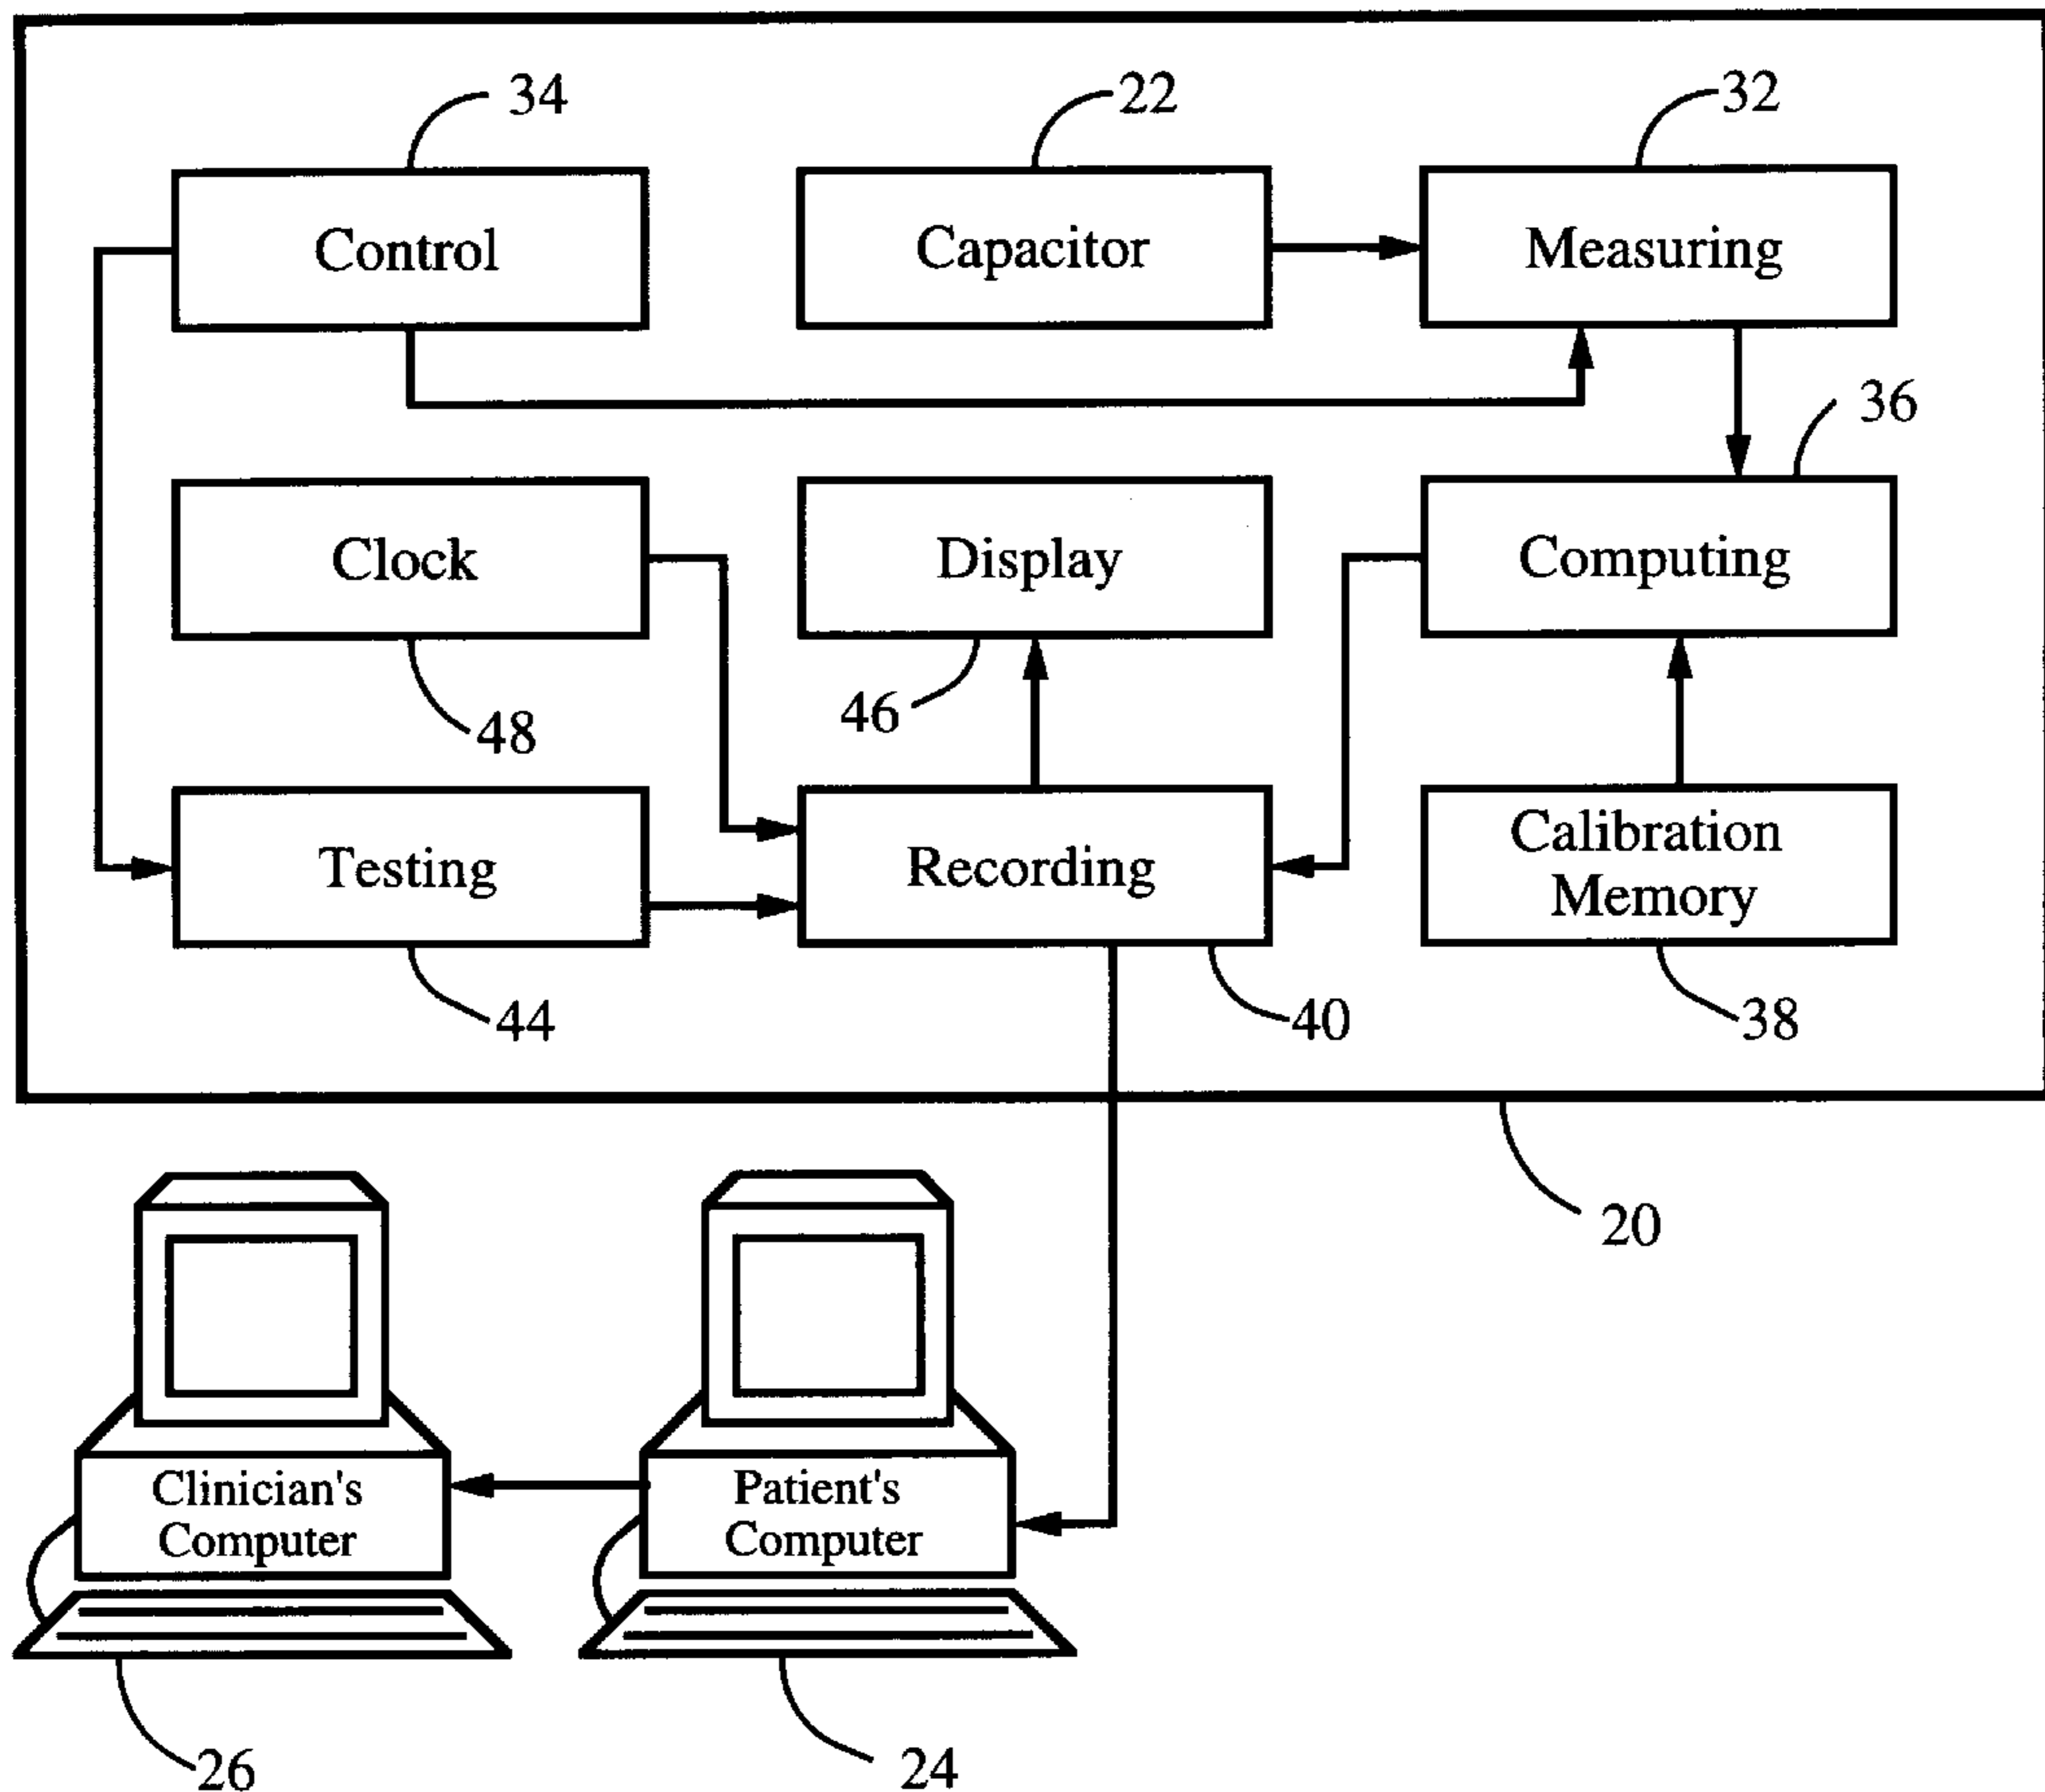 34
22
32
Control
Capacitor
Measuring
36
Clock
Display
Computing
48
46
Testing
Recording
Calibration
Memory
44
40
38
20
Clinician's
Computer
Patient's
Computer
26
24